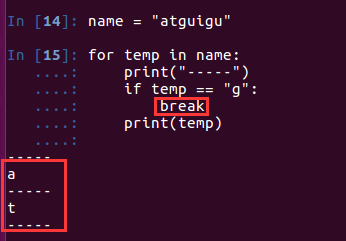 In [14]: name = "atguigu"
In [15]: for temp in name:
....:     print("-----")
....:     if temp == "g":
....:         break
....:     print(temp)
....:
-----
a
-----
t
-----